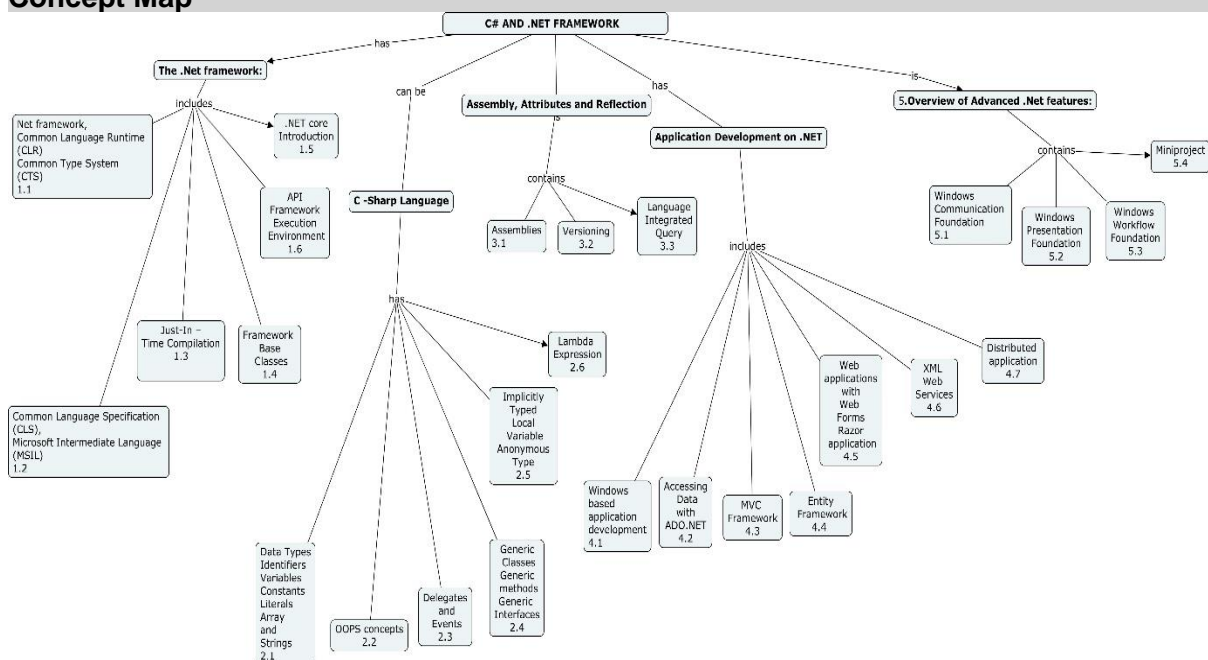 Concept Map
C# AND .NET FRAMEWORK
has
The .Net framework:
includes
Net framework,
Common Language Runtime
(CLR)
Common Type System
(CTS)
1.1
.NET core
Introduction
1.5
API
Framework
Execution
Environment
1.6
Just-In –
Time Compilation
1.3
Framework
Base
Classes
1.4
Common Language Specification
(CLS),
Microsoft Intermediate Language
(MSIL)
1.2
can be
C -Sharp Language
has
Lambda
Expression
2.6
Implicitly
Typed
Local
Variable
Anonymous
Type
2.5
Data Types
Identifiers
Variables
Constants
Literals
Array
and
Strings
2.1
OOPS concepts
2.2
Delegates
and
Events
2.3
Generic
Classes
Generic
methods
Generic
Interfaces
2.4
Assembly, Attributes and Reflection
is
contains
Assemblies
3.1
Versioning
3.2
Language
Integrated
Query
3.3
has
Application Development on .NET
includes
Windows
based
application
development
4.1
Accessing
Data
with
ADO.NET
4.2
MVC
Framework
4.3
Entity
Framework
4.4
Web
applications
with
Web
Forms
Razor
application
4.5
XML
Web
Services
4.6
Distributed
application
4.7
is
5.Overview of Advanced .Net features:
contains
Miniproject
5.4
Windows
Communication
Foundation
5.1
Windows
Presentation
Foundation
5.2
Windows
Workflow
Foundation
5.3